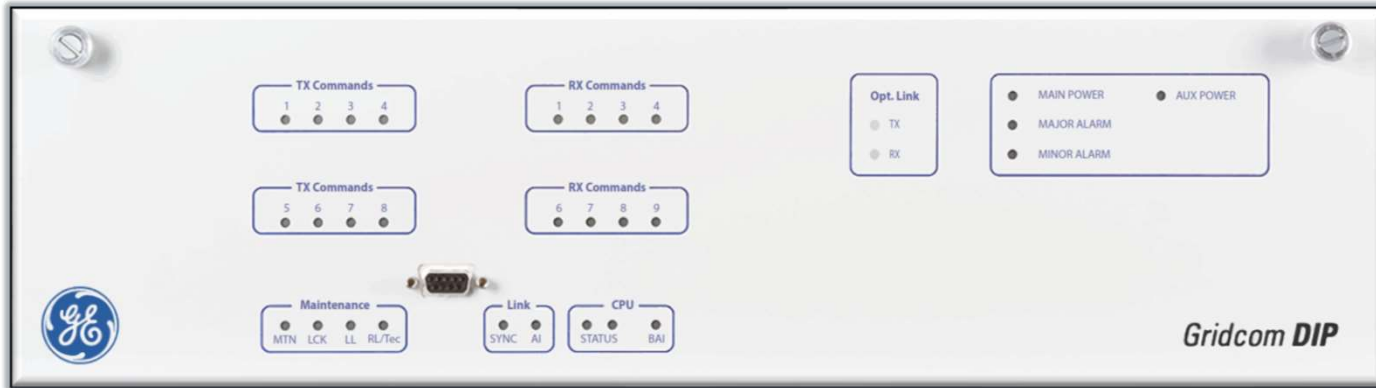 TX Commands
1 2 3 4
RX Commands
1 2 3 4
Opt. Link
TX
RX
MAIN POWER
AUX POWER
MAJOR ALARM
MINOR ALARM
TX Commands
5 6 7 8
RX Commands
6 7 8 9
Maintenance
MTN LCK LL RL/Tec
Link
SYNC AI
CPU
STATUS BAI
GE
Gridcom DIP